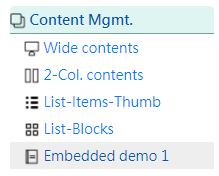 Content Mgmt.
Wide contents
2-Col. contents
List-Items-Thumb
List-Blocks
Embedded demo 1